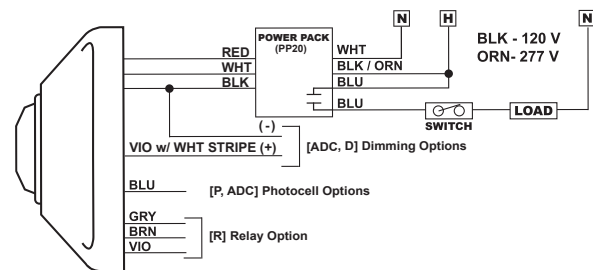 N H N
POWER PACK
(PP20)
BLK - 120 V
ORN- 277 V
RED WHT
WHT BLK / ORN
BLK BLU
BLU
SWITCH LOAD
(-)
VIO w/ WHT STRIPE (+) [ADC, D] Dimming Options
BLU [P, ADC] Photocell Options
GRY
BRN [R] Relay Option
VIO